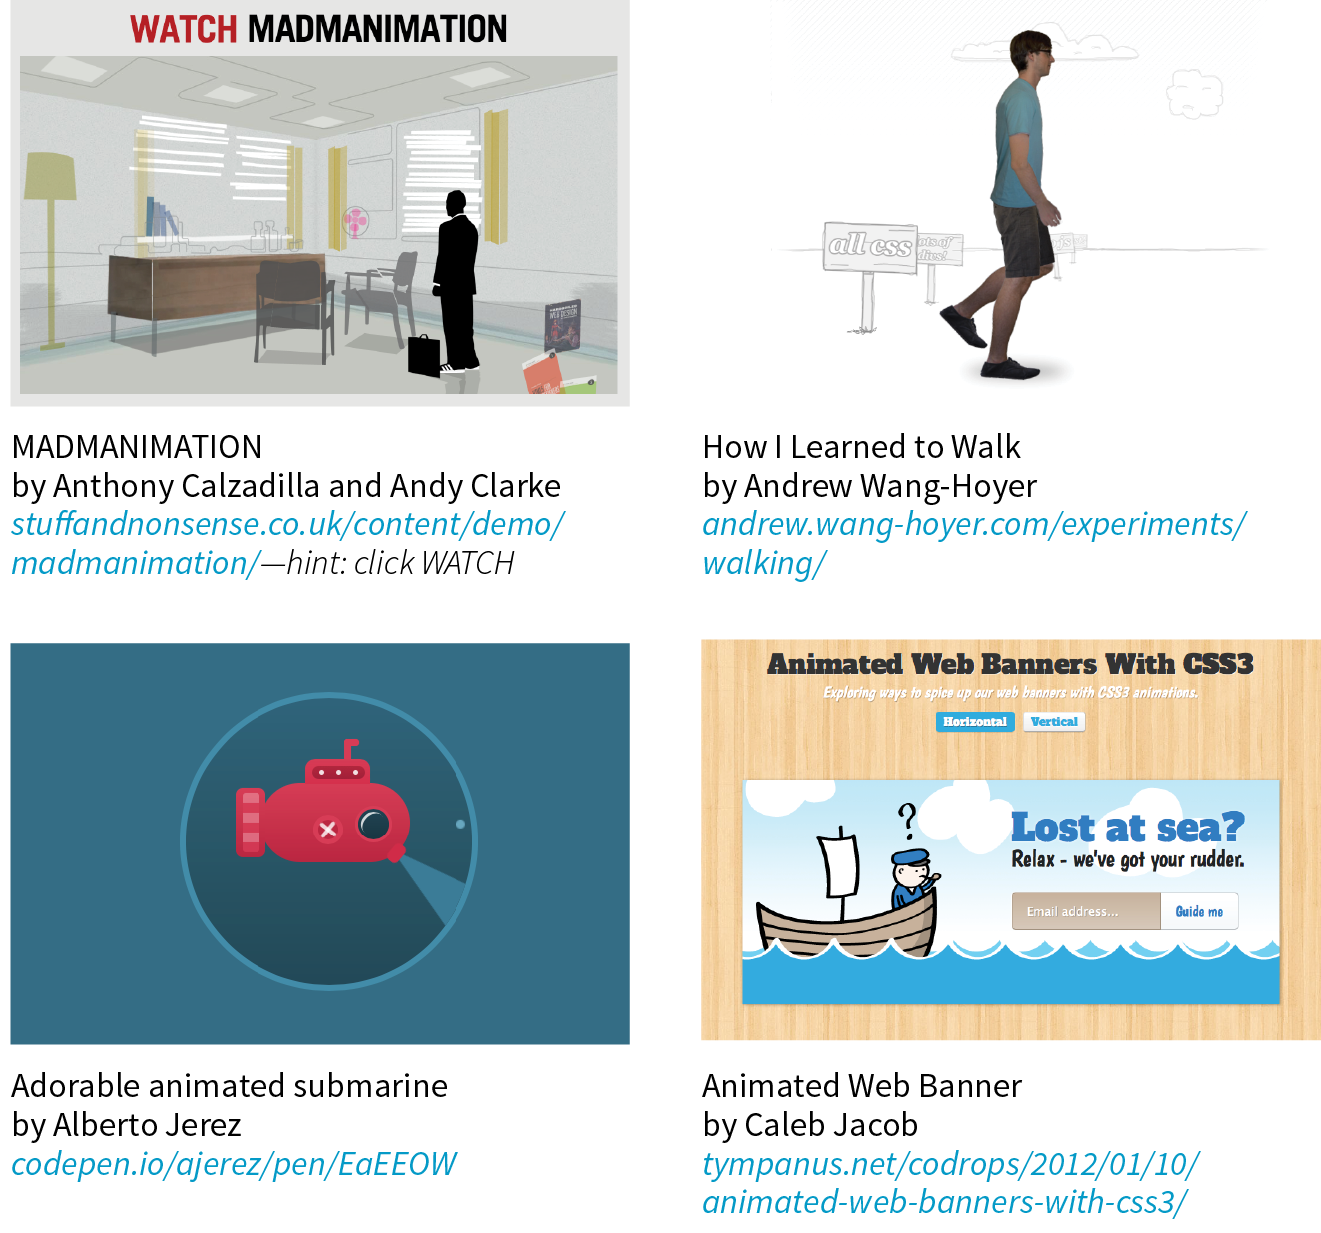 WATCH MADMANIMATION
all css
WEB DESIGN
MADMANIMATION
by Anthony Calzadilla and Andy Clarke
stuffandnonsense.co.uk/content/demo/
madmanimation/—hint: click WATCH
How I Learned to Walk
by Andrew Wang-Hoyer
andrew.wang-hoyer.com/experiments/
walking/
Animated Web Banners With CSS3
Exploring ways to spice up our web banners with CSS3 animations.
Horizontal Vertical
?
Lost at sea?
Relax - we've got your rudder.
Email address... Guide me
Adorable animated submarine
by Alberto Jerez
codepen.io/ajerez/pen/EaEEOW
Animated Web Banner
by Caleb Jacob
tympanus.net/codrops/2012/01/10/
animated-web-banners-with-css3/